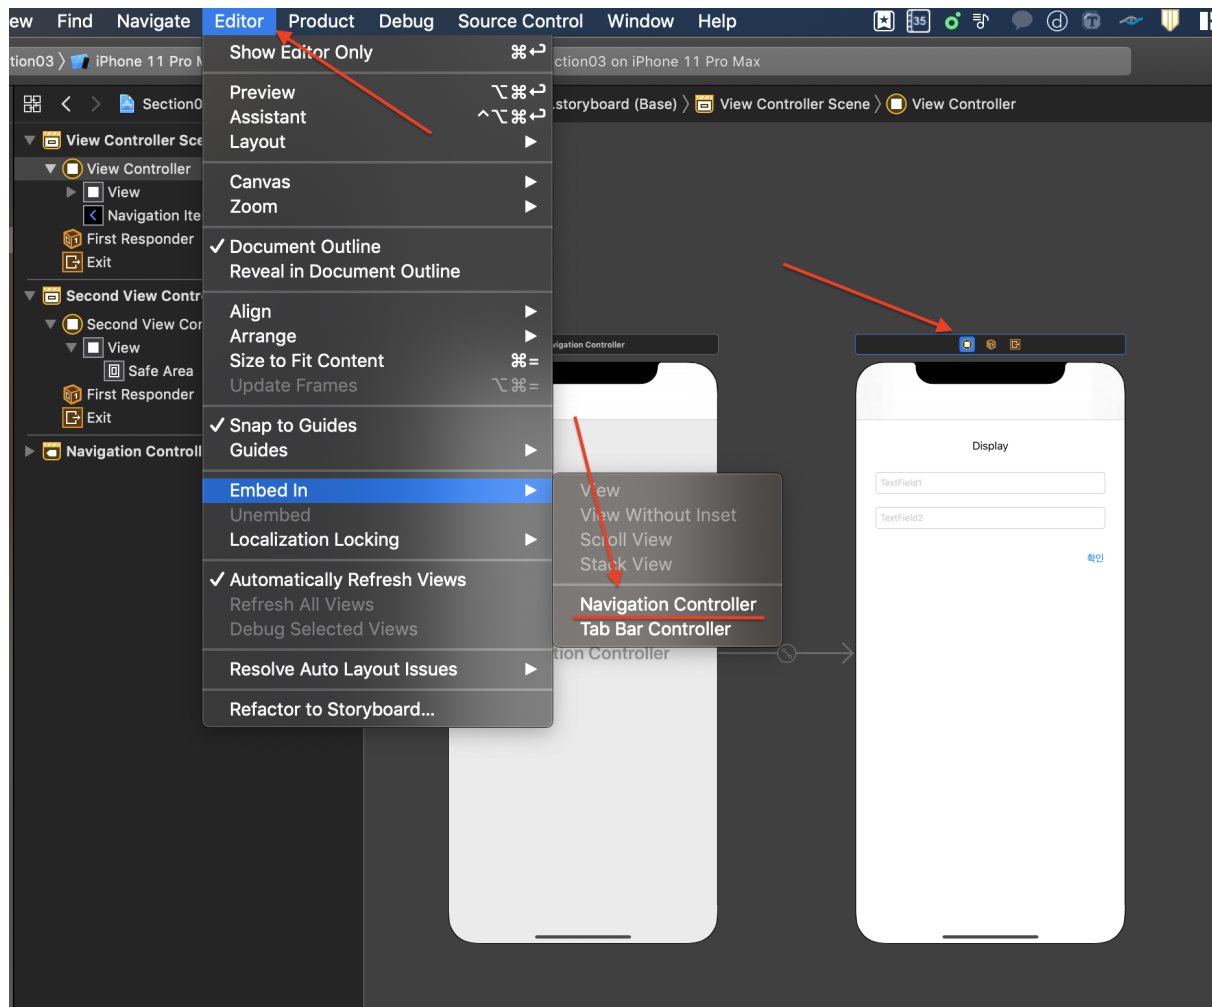 ew Find Navigate Editor Product Debug Source Control Window Help
35
tion03 〉 iPhone 11 Pro M
ction03 on iPhone 11 Pro Max
Section0
.storyboard (Base) 〉 View Controller Scene 〉 View Controller
View Controller Sce
View Controller
View
Navigation Ite
First Responder
Exit
Second View Contr
Second View Cor
View
Safe Area
First Responder
Exit
Navigation Controll
Show Editor Only ⌘↩
Preview ⌥⌘↩
Assistant ^⌥⌘↩
Layout
Canvas
Zoom
✓ Document Outline
Reveal in Document Outline
Align
Arrange
Size to Fit Content ⌘=
Update Frames ⌥⌘=
✓ Snap to Guides
Guides
Embed In
Unembed
Localization Locking
✓ Automatically Refresh Views
Refresh All Views
Debug Selected Views
Resolve Auto Layout Issues
Refactor to Storyboard...
View
View Without Inset
Scroll View
Stack View
Navigation Controller
Tab Bar Controller
vigation Controller
tion Controller
Display
TextField1
TextField2
확인